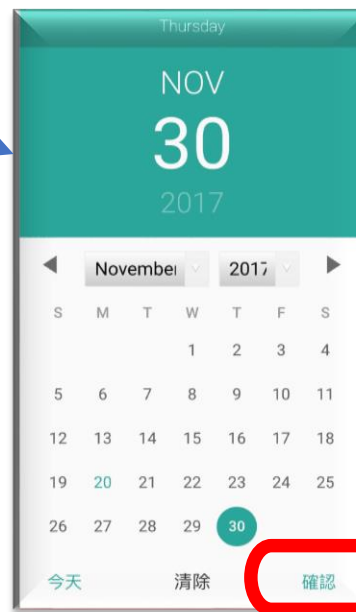 Thursday
NOV
30
2017
November 2017
S M T W T F S
1 2 3 4
5 6 7 8 9 10 11
12 13 14 15 16 17 18
19 20 21 22 23 24 25
26 27 28 29 30
今天 清除 確認